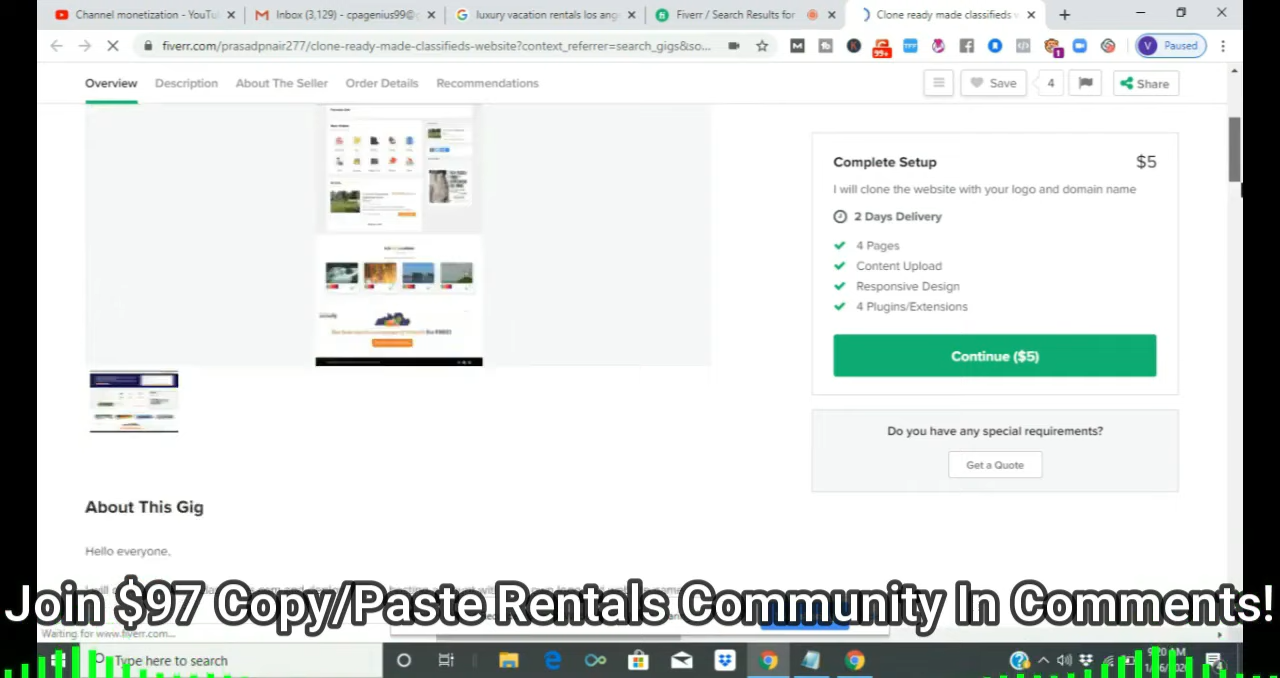 Channel monetization - YouTu
Inbox (3,129) - cpagenius99@g
luxury vacation rentals los ang
Fiverr / Search Results for
Clone ready made classifieds w
fiverr.com/prasadpnair277/clone-ready-made-classifieds-website?context_referrer=search_gigs&so...
99+
1
V
Paused
Overview
Description
About The Seller
Order Details
Recommendations
Save
4
Share
Complete Setup
$5
I will clone the website with your logo and domain name
2 Days Delivery
4 Pages
Content Upload
Responsive Design
4 Plugins/Extensions
Continue ($5)
Do you have any special requirements?
Get a Quote
About This Gig
Hello everyone,
Join $97 Copy/Paste Rentals Community In Comments!
Waiting for www.fiverr.com...
Type here to search